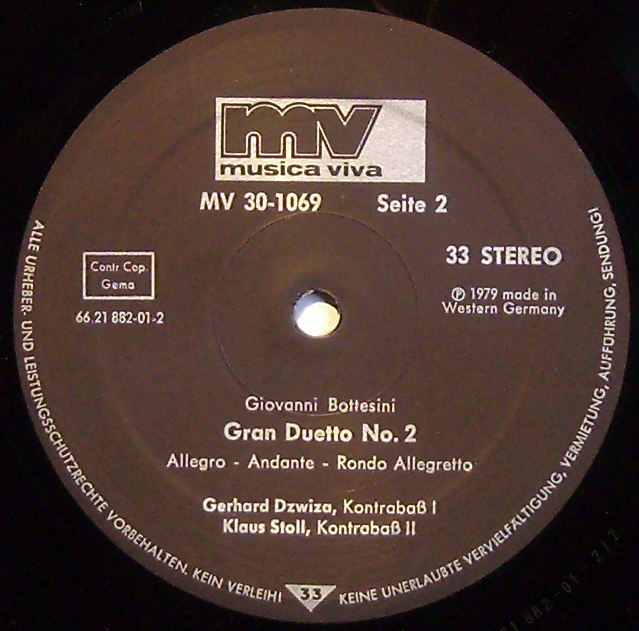 mv
musica viva
MV 30-1069 Seite 2
33 STEREO
Contr. Cop.
Gema
66.21 882-01-2
℗ 1979 made in
Western Germany
Giovanni Bottesini
Gran Duetto No. 2
Allegro - Andante - Rondo Allegretto
Gerhard Dzwiza, Kontrabaß I
Klaus Stoll, Kontrabaß II
ALLE URHEBER- UND LEISTUNGSSCHUTZRECHTE VORBEHALTEN. KEIN VERLEIH! 33 KEINE UNERLAUBTE VERVIELFÄLTIGUNG, VERMIETUNG, AUFFÜHRUNG, SENDUNG!